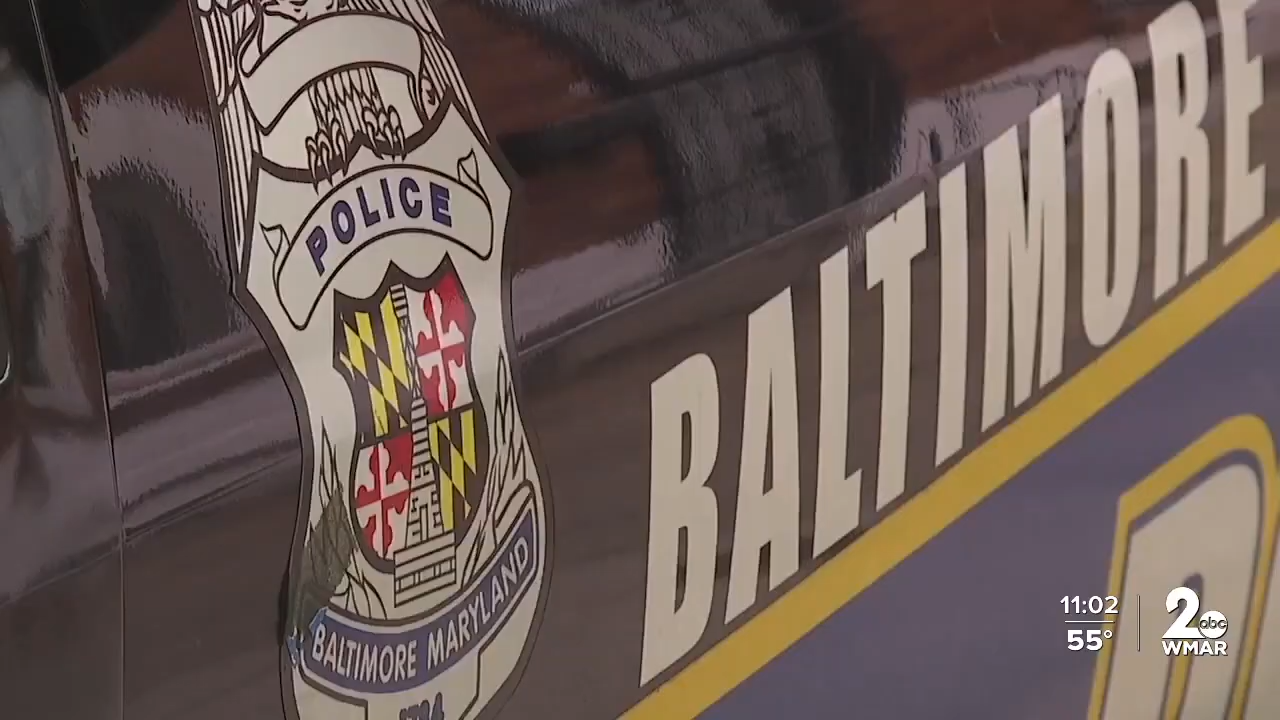 POLICE
BALTIMORE MARYLAND
BALTIMORE
11:02
55°
2
abc
WMAR